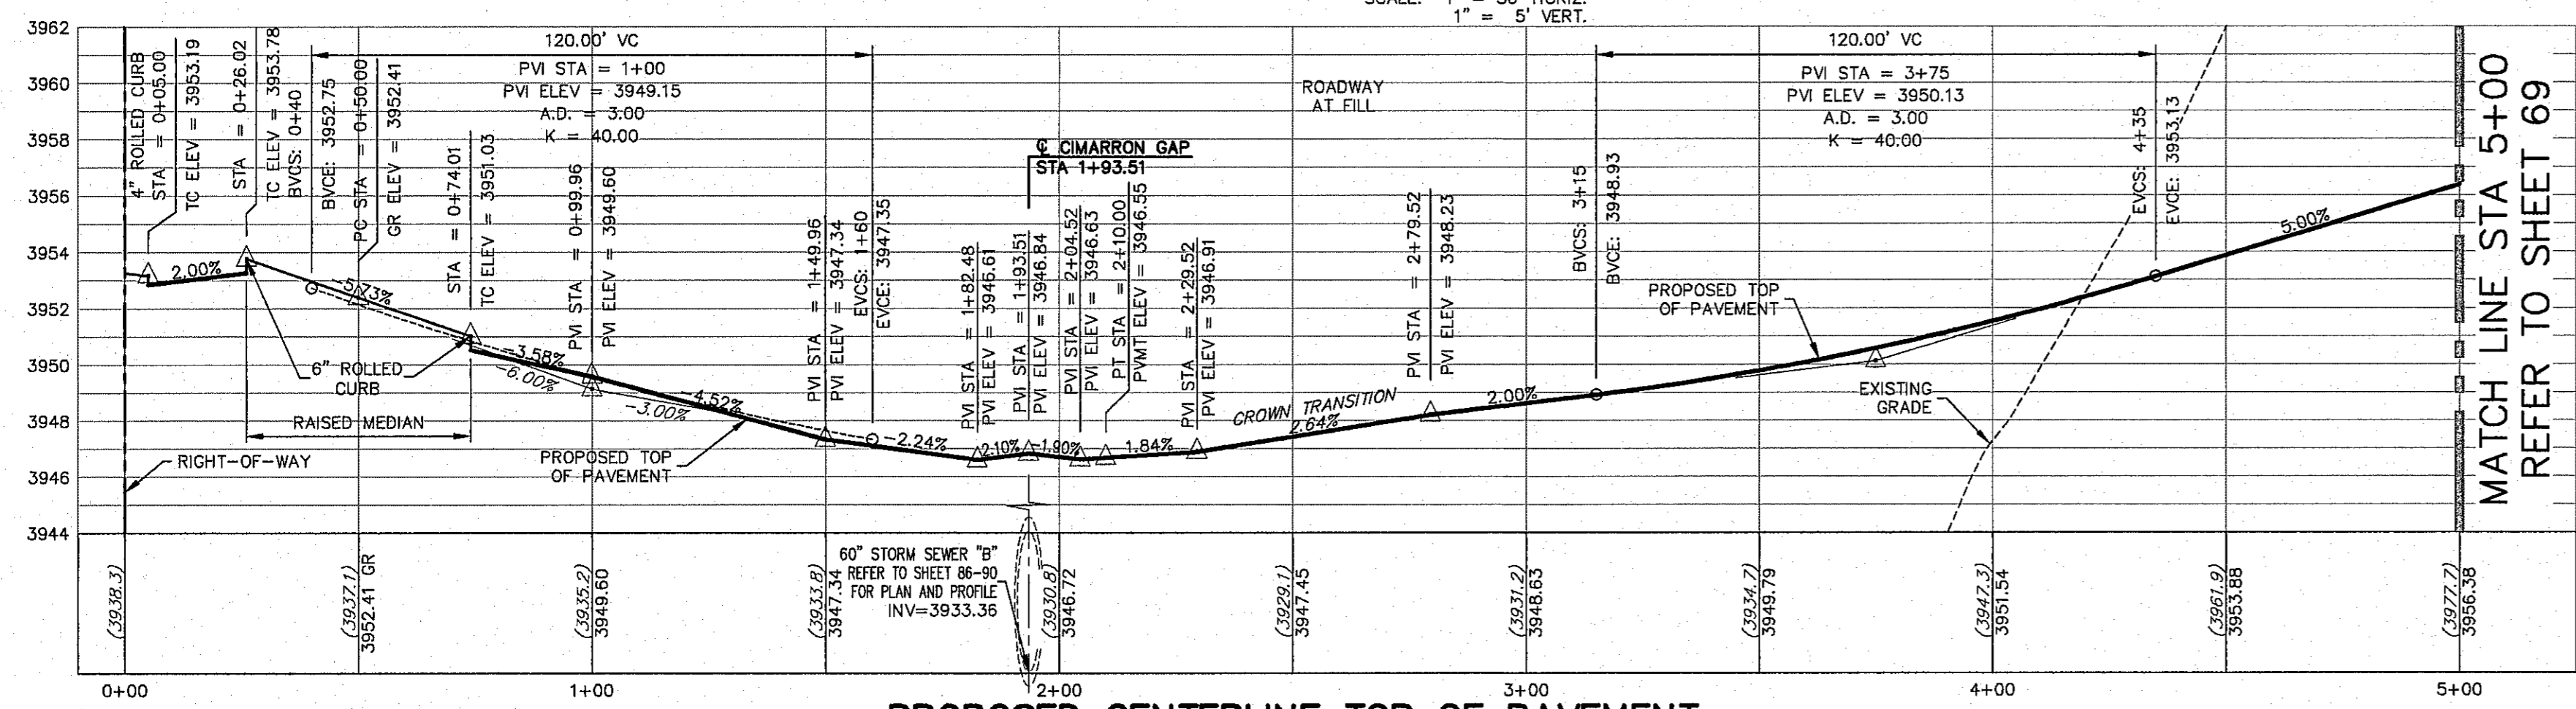 1" = 5' VERT.
3962
3960
3958
3956
3954
3952
3950
3948
3946
3944
4" ROLLED CURB
STA = 0+05.00
TC ELEV = 3953.19
STA = 0+26.02
TC ELEV = 3953.78
BVCS: 0+40
BVCE: 3952.75
PC STA = 0+50.00
GR ELEV = 3952.41
120.00' VC
PVI STA = 1+00
PVI ELEV = 3949.15
A.D. = 3.00
K = 40.00
STA = 0+74.01
TC ELEV = 3951.03
PVI STA = 0+99.96
PVI ELEV = 3949.60
PVI STA = 1+49.96
PVI ELEV = 3947.34
EVCS: 1+60
EVCE: 3947.35
℄ CIMARRON GAP
STA 1+93.51
PVI STA = 1+82.48
PVI ELEV = 3946.61
PVI STA = 1+93.51
PVI ELEV = 3946.84
PVI STA = 2+04.52
PVI ELEV = 3946.63
PT STA = 2+10.00
PVMT ELEV = 3946.55
PVI STA = 2+29.52
PVI ELEV = 3946.91
ROADWAY
AT FILL
PVI STA = 2+79.52
PVI ELEV = 3948.23
BVCS: 3+15
BVCE: 3948.93
120.00' VC
PVI STA = 3+75
PVI ELEV = 3950.13
A.D. = 3.00
K = 40.00
EVCS: 4+35
EVCE: 3953.13
MATCH LINE STA 5+00
REFER TO SHEET 69
2.00%
-5.73%
-3.58%
-6.00%
-4.52%
-3.00%
-2.24%
2.10%
-1.90%
1.84%
CROWN TRANSITION
2.64%
2.00%
5.00%
6" ROLLED
CURB
RAISED MEDIAN
RIGHT-OF-WAY
PROPOSED TOP
OF PAVEMENT
PROPOSED TOP
OF PAVEMENT
EXISTING
GRADE
60" STORM SEWER "B"
REFER TO SHEET 86-90
FOR PLAN AND PROFILE
INV=3933.36
(3938.3)
(3937.1)
3952.41 GR
(3935.2)
3949.60
(3933.8)
3947.34
(3930.8)
3946.72
(3929.1)
3947.45
(3931.2)
3948.63
(3934.7)
3949.79
(3947.3)
3951.54
(3961.9)
3953.88
(3977.7)
3956.38
0+00
1+00
2+00
3+00
4+00
5+00
PROPOSED CENTERLINE TOP OF PAVEMENT